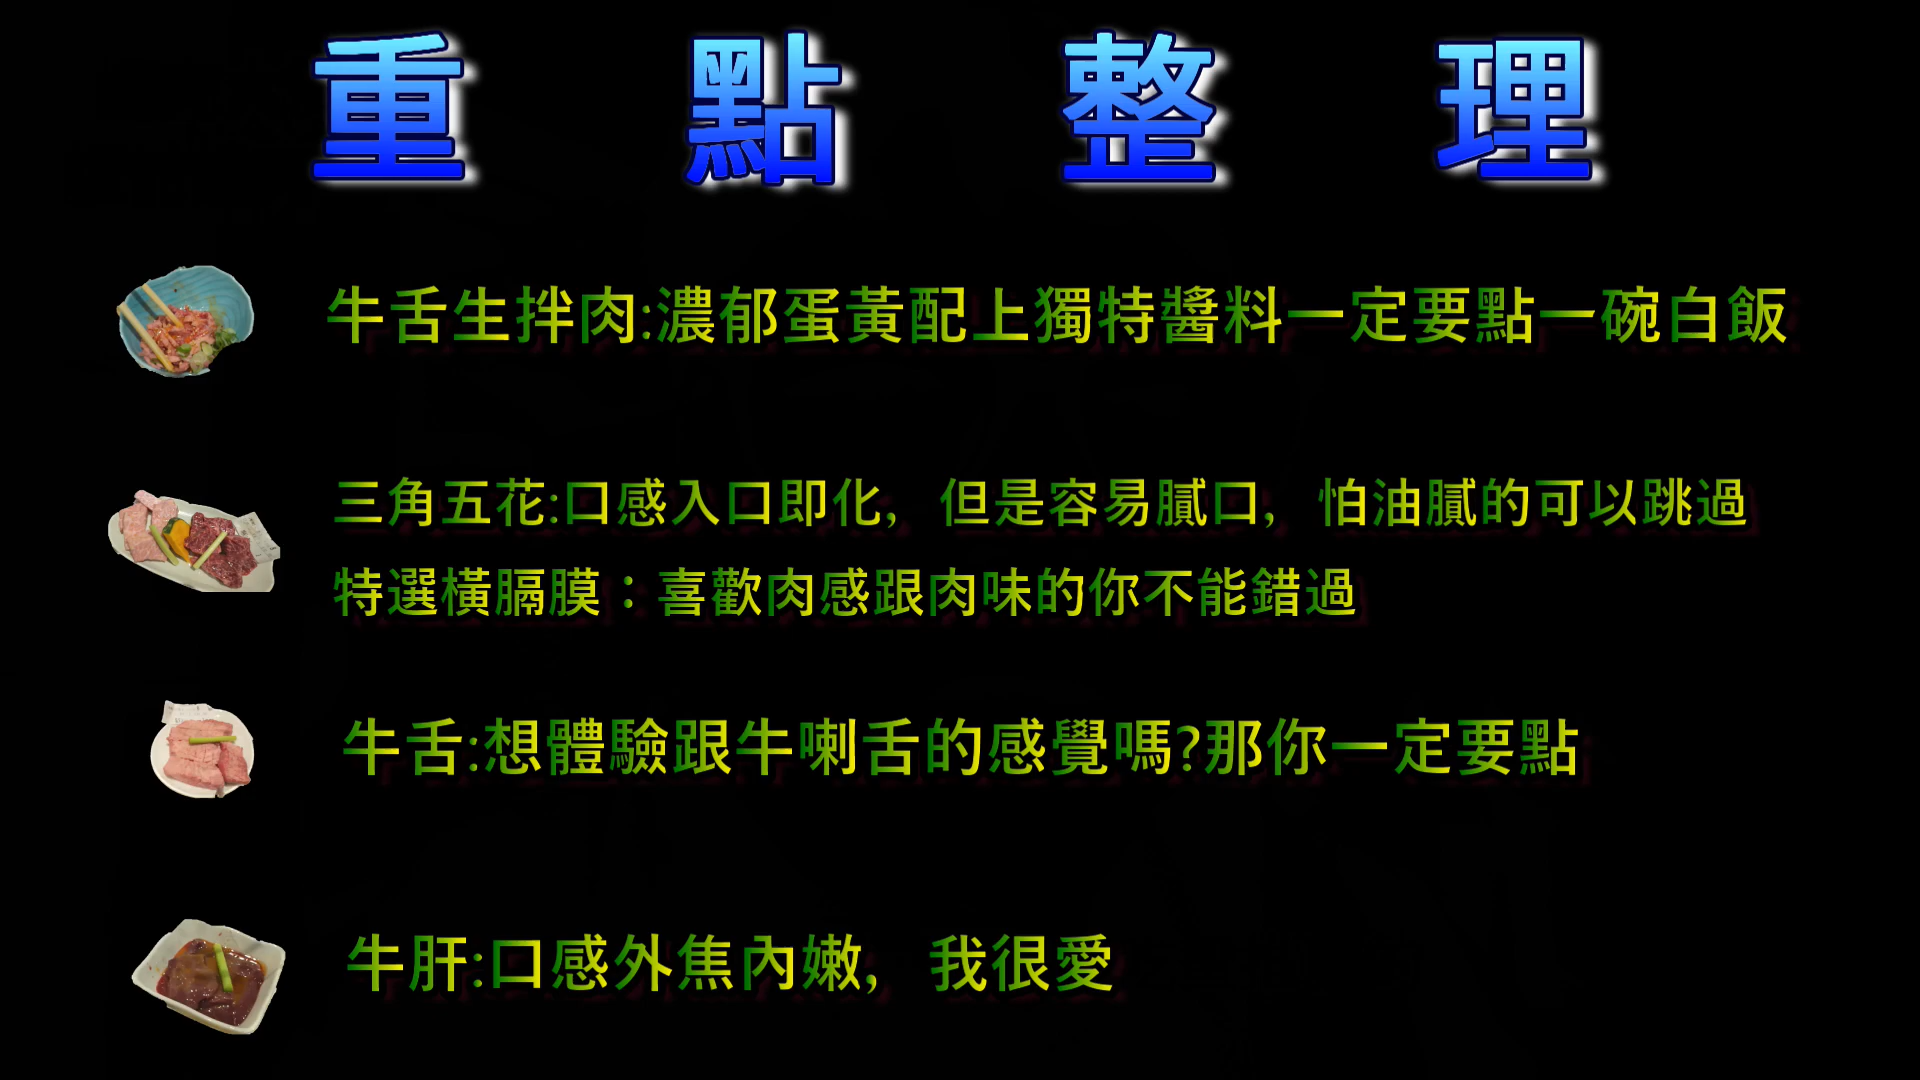 重點整理
牛舌生拌肉:濃郁蛋黃配上獨特醬料一定要點一碗白飯
三角五花:口感入口即化，但是容易膩口，怕油膩的可以跳過
特選橫膈膜：喜歡肉感跟肉味的你不能錯過
牛舌:想體驗跟牛喇舌的感覺嗎?那你一定要點
牛肝:口感外焦內嫩，我很愛